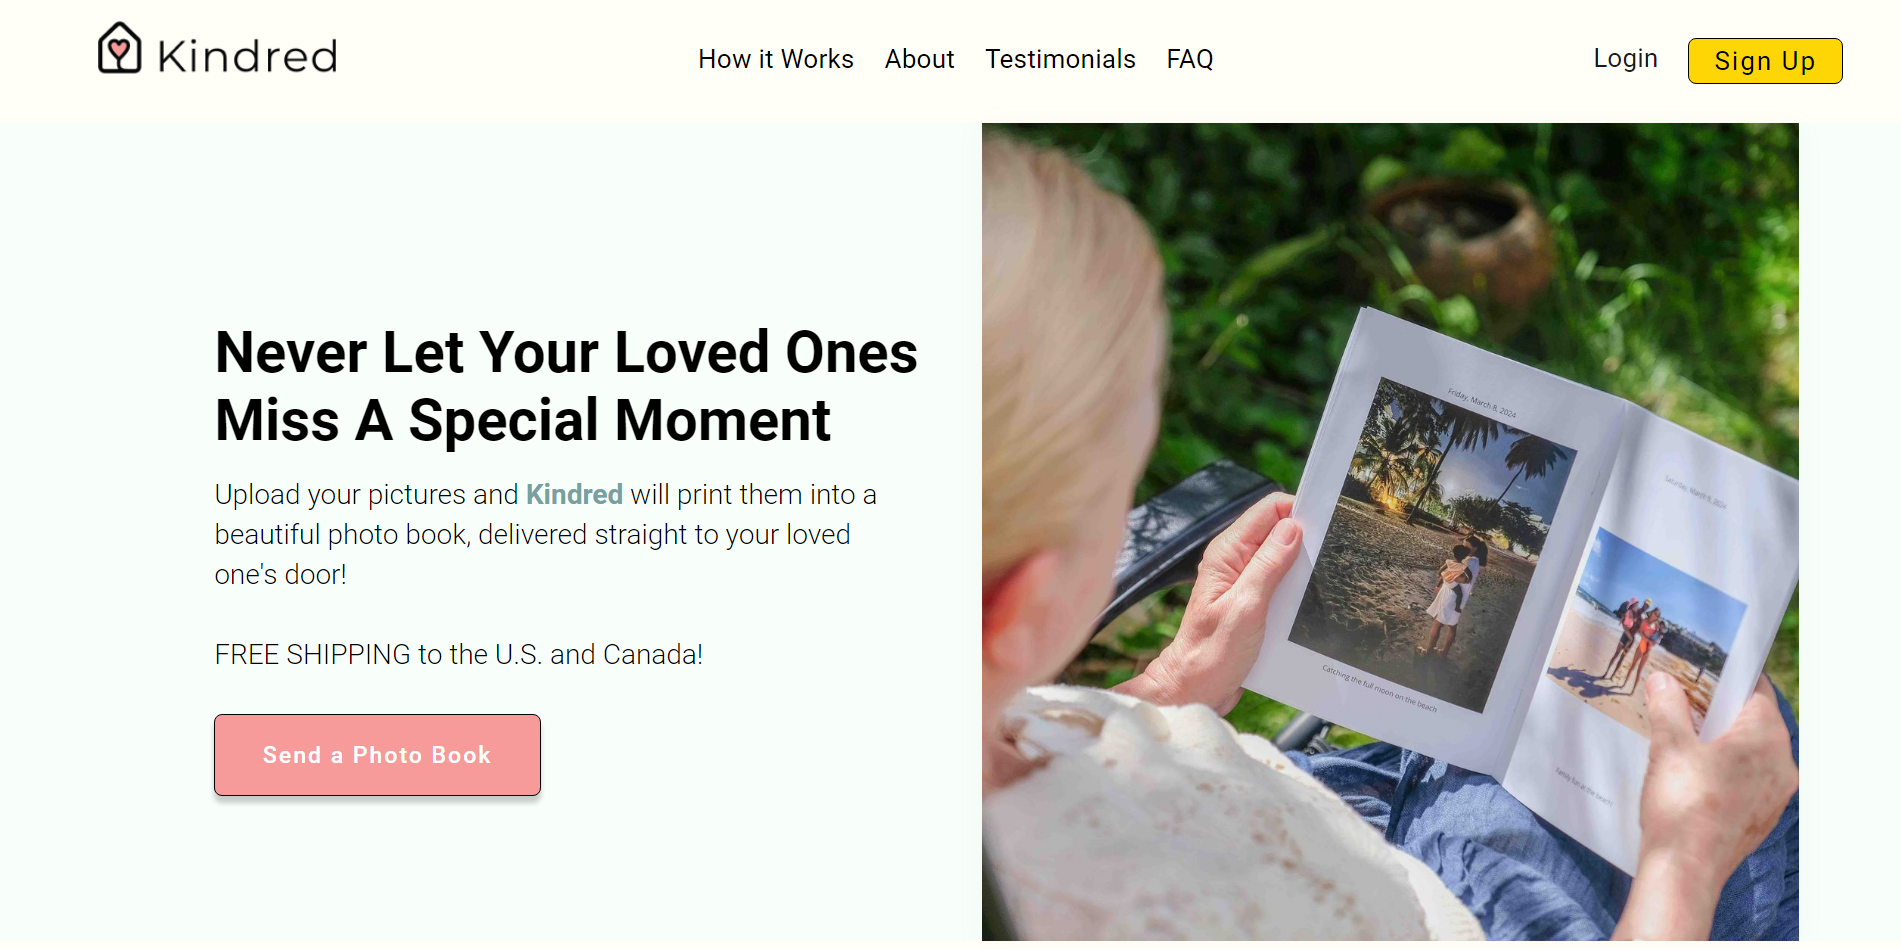 Kindred
How it Works About Testimonials FAQ
Login Sign Up
Never Let Your Loved Ones
Miss A Special Moment
Upload your pictures and Kindred will print them into a
beautiful photo book, delivered straight to your loved
one's door!
FREE SHIPPING to the U.S. and Canada!
Send a Photo Book
Friday, March 8, 2024
Catching the full moon on the beach
Saturday, March 9, 2024
Family fun at the beach!